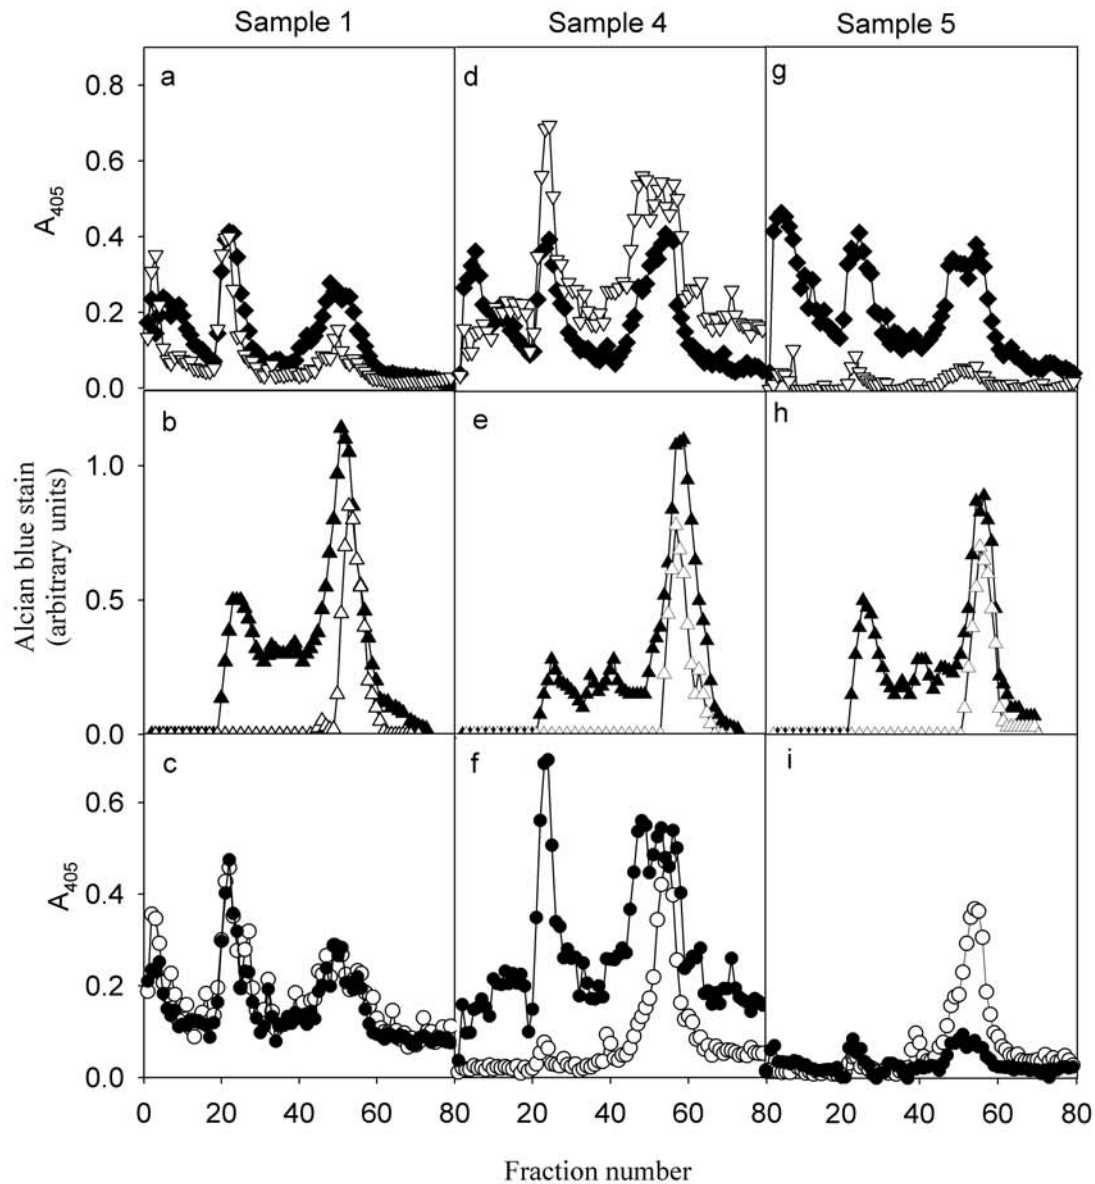 Sample 1
Sample 4
Sample 5
a
d
g
0.8
0.6
0.4
0.2
0.0
A405
b
e
h
1.0
0.5
0.0
Alcian blue stain
(arbitrary units)
c
f
i
0.6
0.4
0.2
0.0
A405
0 20 40 60 80 20 40 60 80 20 40 60 80
Fraction number